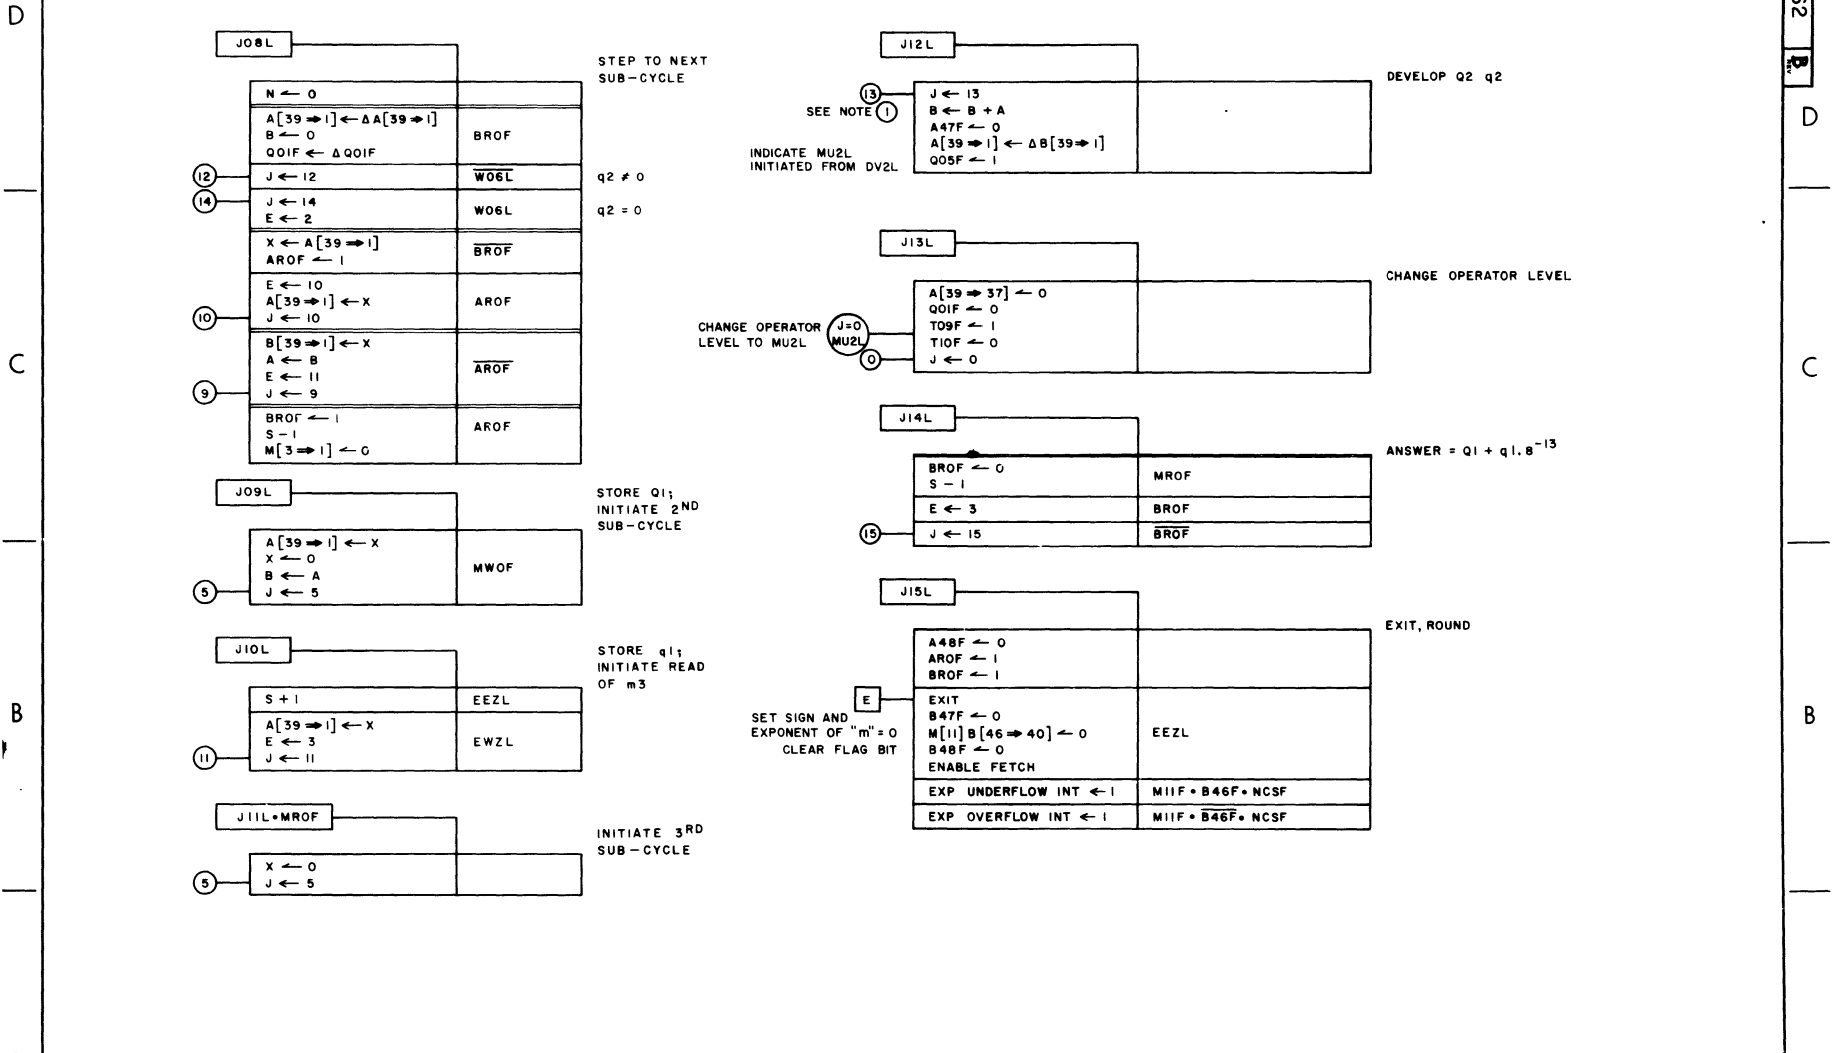 D
62
B
REV
J08L
STEP TO NEXT
SUB-CYCLE
N ← 0
A[39 ⇒ 1] ← Δ A[39 ⇒ 1]
B ← 0
Q01F ← Δ Q01F
BROF
12
J ← 12
W̅0̅6̅L̅
q2 ≠ 0
14
J ← 14
E ← 2
W06L
q2 = 0
X ← A[39 ⇒ 1]
AROF ← 1
B̅R̅O̅F̅
E ← 10
A[39 ⇒ 1] ← X
10
J ← 10
AROF
B[39 ⇒ 1] ← X
A ← B
E ← 11
9
J ← 9
A̅R̅O̅F̅
BROF ← 1
S - 1
M[3 ⇒ 1] ← 0
AROF
J09L
STORE Q1;
INITIATE 2ND
SUB-CYCLE
A[39 ⇒ 1] ← X
X ← 0
B ← A
5
J ← 5
MWOF
J10L
STORE q1;
INITIATE READ
OF m3
S + 1
EEZL
A[39 ⇒ 1] ← X
E ← 3
11
J ← 11
EWZL
J11L•MROF
INITIATE 3RD
SUB-CYCLE
X ← 0
5
J ← 5
J12L
DEVELOP Q2 q2
13
J ← 13
SEE NOTE 1
B ← B + A
A47F ← 0
A[39 ⇒ 1] ← Δ B[39 ⇒ 1]
Q05F ← 1
INDICATE MU2L
INITIATED FROM DV2L
J13L
CHANGE OPERATOR LEVEL
A[39 ⇒ 37] ← 0
Q01F ← 0
T09F ← 1
T10F ← 0
J ← 0
CHANGE OPERATOR
LEVEL TO MU2L
J=0
MU2L
0
J14L
ANSWER = Q1 + q1.8⁻¹³
BROF ← 0
S - 1
MROF
E ← 3
BROF
15
J ← 15
B̅R̅O̅F̅
J15L
EXIT, ROUND
A48F ← 0
AROF ← 1
BROF ← 1
E
EXIT
B47F ← 0
M[11] B[46 ⇒ 40] ← 0
B48F ← 0
ENABLE FETCH
EEZL
SET SIGN AND
EXPONENT OF "m" = 0
CLEAR FLAG BIT
EXP UNDERFLOW INT ← 1
M11F • B46F • NCSF
EXP OVERFLOW INT ← 1
M11F • B̅4̅6̅F̅ • NCSF
D
C
B
C
B